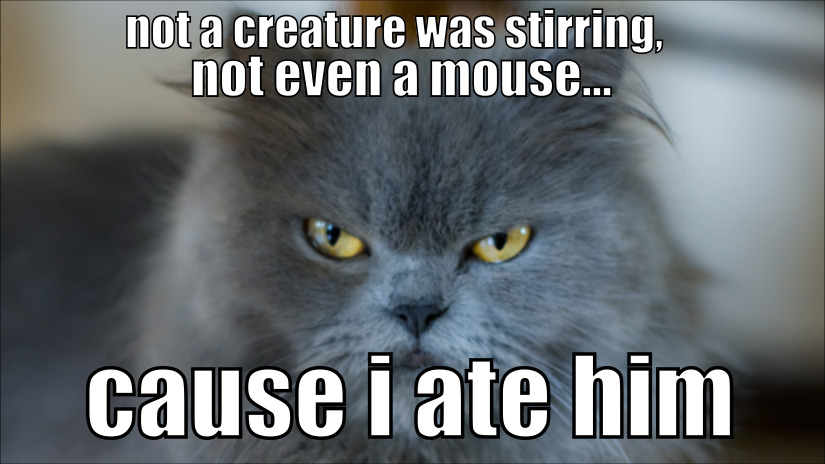 not a creature was stirring,
not even a mouse...
cause i ate him